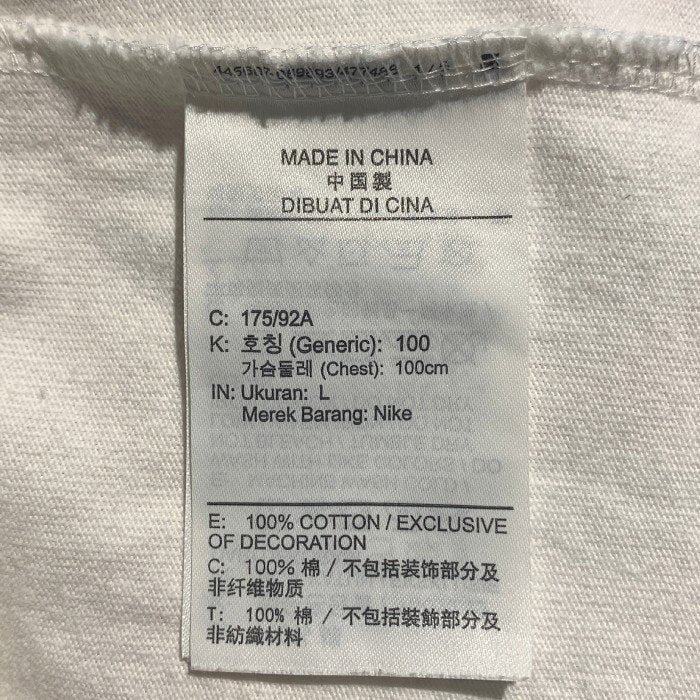 MADE IN CHINA
中国製
DIBUAT DI CINA
C: 175/92A
K: 호칭 (Generic): 100
가슴둘레 (Chest): 100cm
IN: Ukuran: L
Merek Barang: Nike
E: 100% COTTON / EXCLUSIVE
OF DECORATION
C: 100% 棉 / 不包括装饰部分及
非纤维物质
T: 100% 棉 / 不包括裝飾部分及
非紡織材料